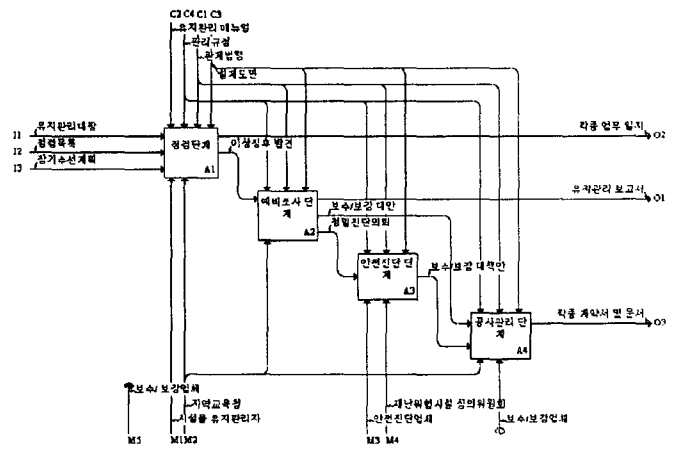 C2 C4 C1 C3
유지관리 매뉴얼
관리규정
관계법령
설계도면
I1 유지관리대장
I2 점검목록
I3 장기수선계획
점검단계
A1
이상징후 발견
각종 업무 일지 O2
예비조사 단계
A2
보수/보강 대안
정밀진단의뢰
유지관리 보고서 O1
안전진단 단계
A3
보수/보강 대책안
공사관리 단계
A4
각종 계약서 및 문서 O3
보수/보강업체
지역교육청
시설물 유지관리자
재난위험시설 심의위원회
안전진단업체
보수/보강업체
M5 M1 M2 M3 M4